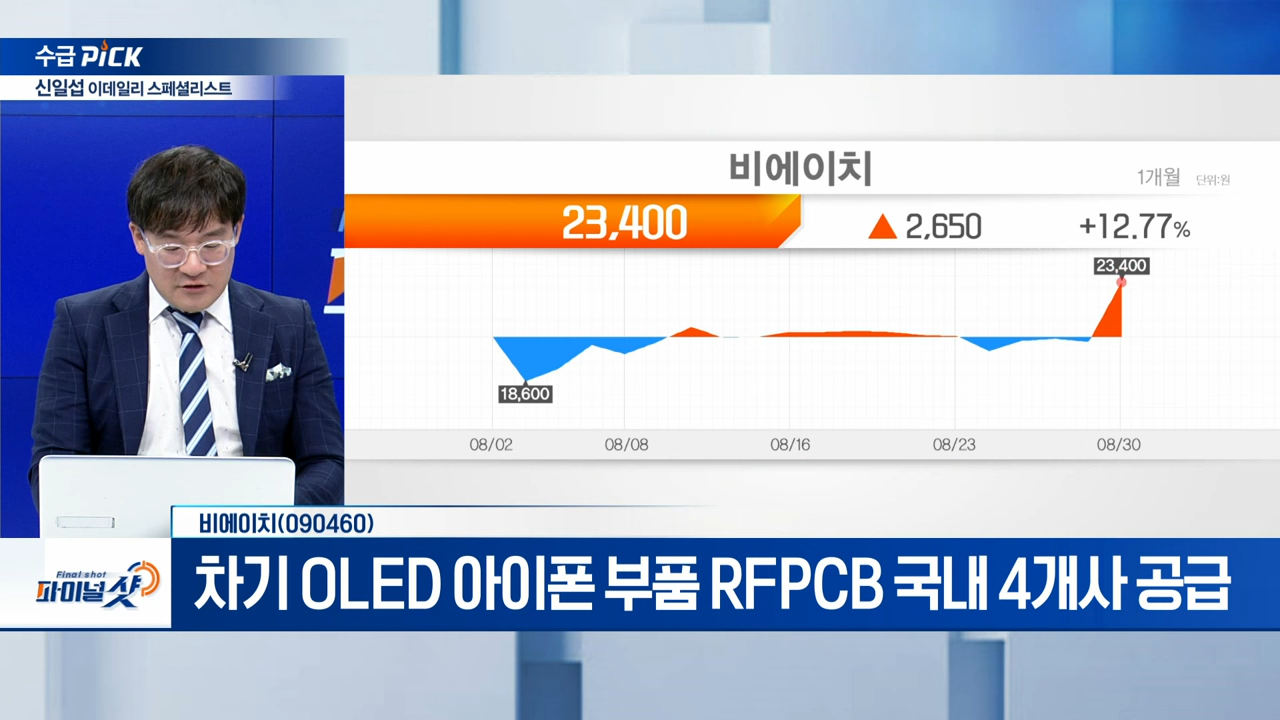 수급 PiCK
신일섭 이데일리 스페셜리스트
비에이치
1개월 단위:원
23,400 ▲ 2,650 +12.77%
23,400
18,600
08/02 08/08 08/16 08/23 08/30
비에이치(090460)
Final shot
파이널샷
차기 OLED 아이폰 부품 RFPCB 국내 4개사 공급